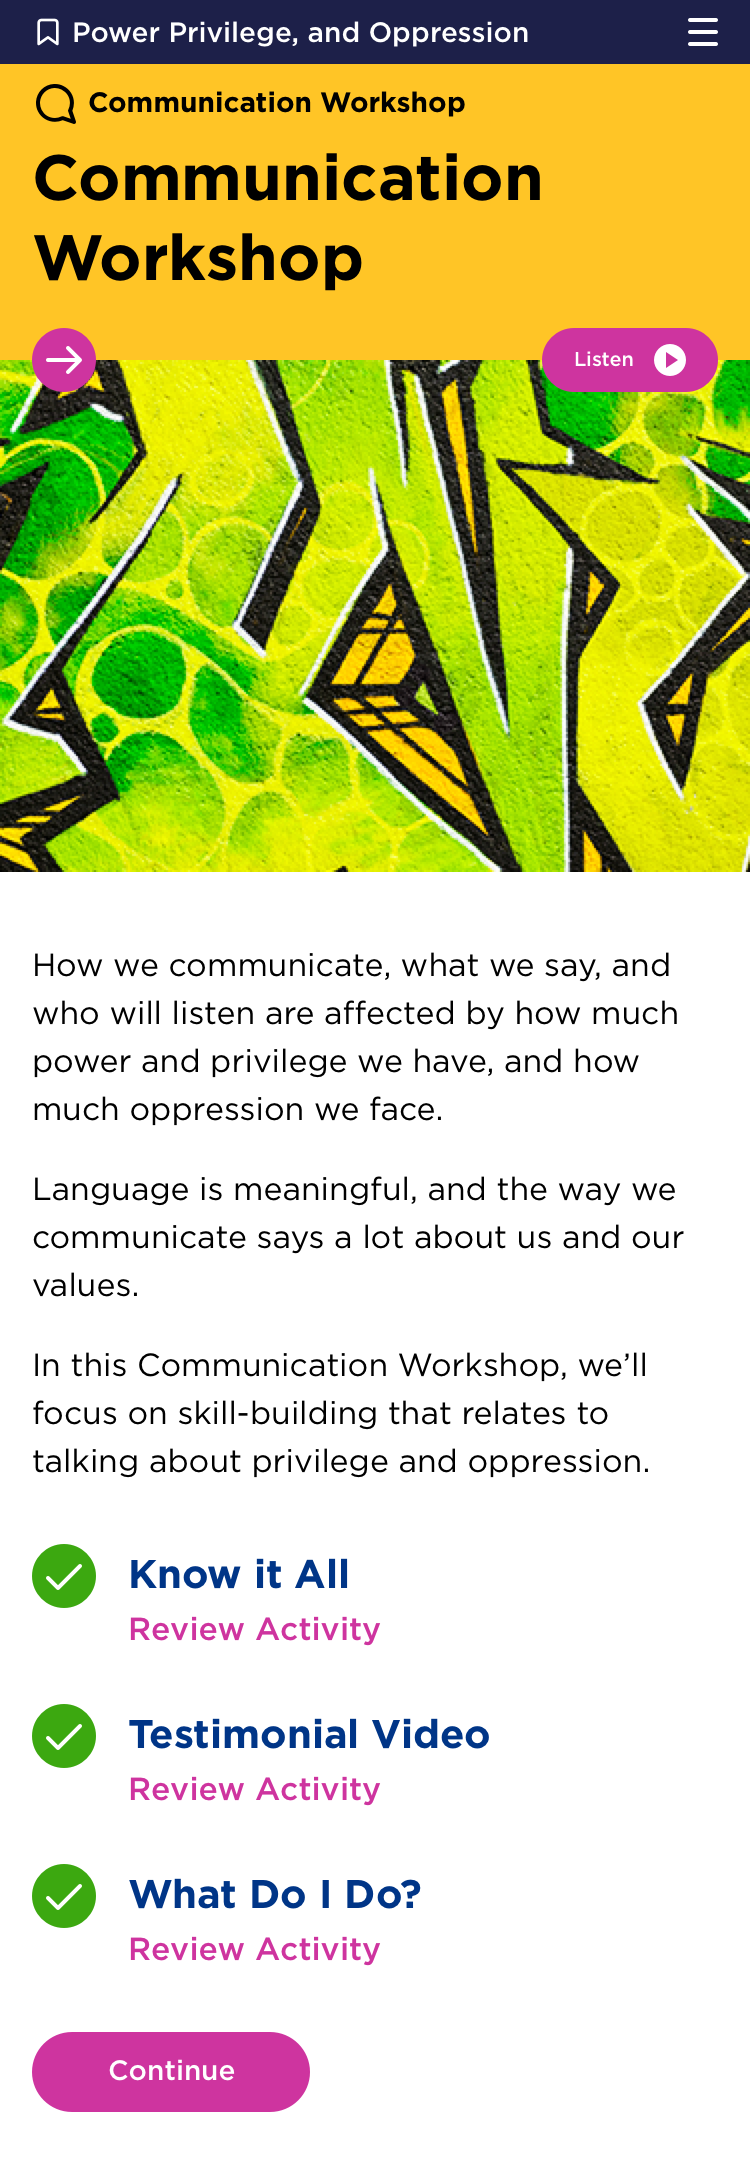 Power Privilege, and Oppression
Communication Workshop
Communication
Workshop
Listen
How we communicate, what we say, and
who will listen are affected by how much
power and privilege we have, and how
much oppression we face.
Language is meaningful, and the way we
communicate says a lot about us and our
values.
In this Communication Workshop, we’ll
focus on skill-building that relates to
talking about privilege and oppression.
Know it All
Review Activity
Testimonial Video
Review Activity
What Do I Do?
Review Activity
Continue